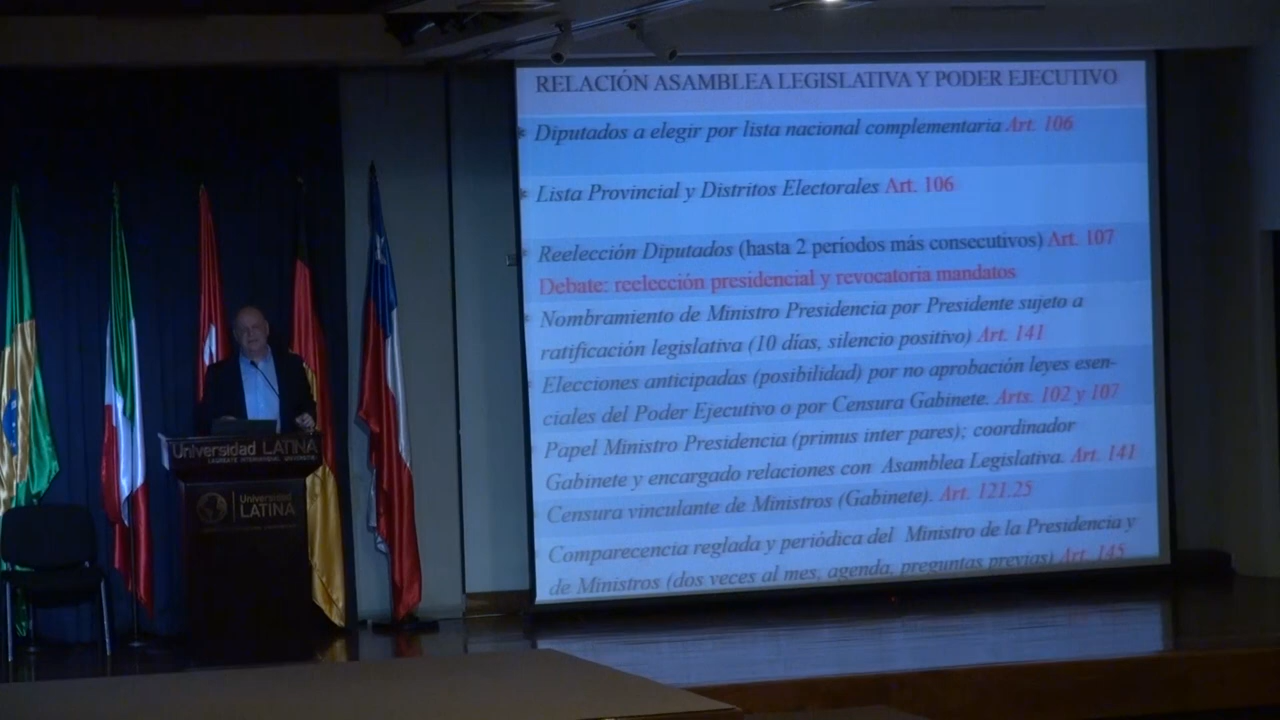 RELACIÓN ASAMBLEA LEGISLATIVA Y PODER EJECUTIVO
* Diputados a elegir por lista nacional complementaria Art. 106
* Lista Provincial y Distritos Electorales Art. 106
* Reelección Diputados (hasta 2 períodos más consecutivos) Art. 107
Debate: reelección presidencial y revocatoria mandatos
* Nombramiento de Ministro Presidencia por Presidente sujeto a
ratificación legislativa (10 días, silencio positivo) Art. 141
Elecciones anticipadas (posibilidad) por no aprobación leyes esen-
ciales del Poder Ejecutivo o por Censura Gabinete. Arts. 102 y 107
Papel Ministro Presidencia (primus inter pares); coordinador
Gabinete y encargado relaciones con Asamblea Legislativa. Art. 141
Censura vinculante de Ministros (Gabinete). Art. 121.25
Comparecencia reglada y periódica del Ministro de la Presidencia y
de Ministros (dos veces al mes, agenda, preguntas previas) Art. 145
Universidad LATINA
LAUREATE INTERNATIONAL UNIVERSITIES
Universidad
LATINA